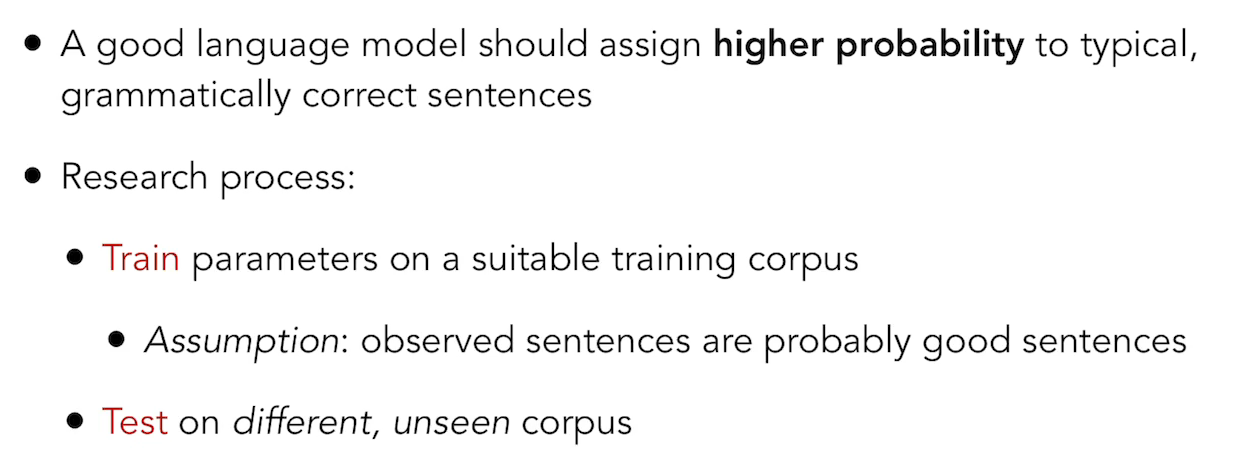 • A good language model should assign higher probability to typical,
grammatically correct sentences
• Research process:
• Train parameters on a suitable training corpus
• Assumption: observed sentences are probably good sentences
• Test on different, unseen corpus